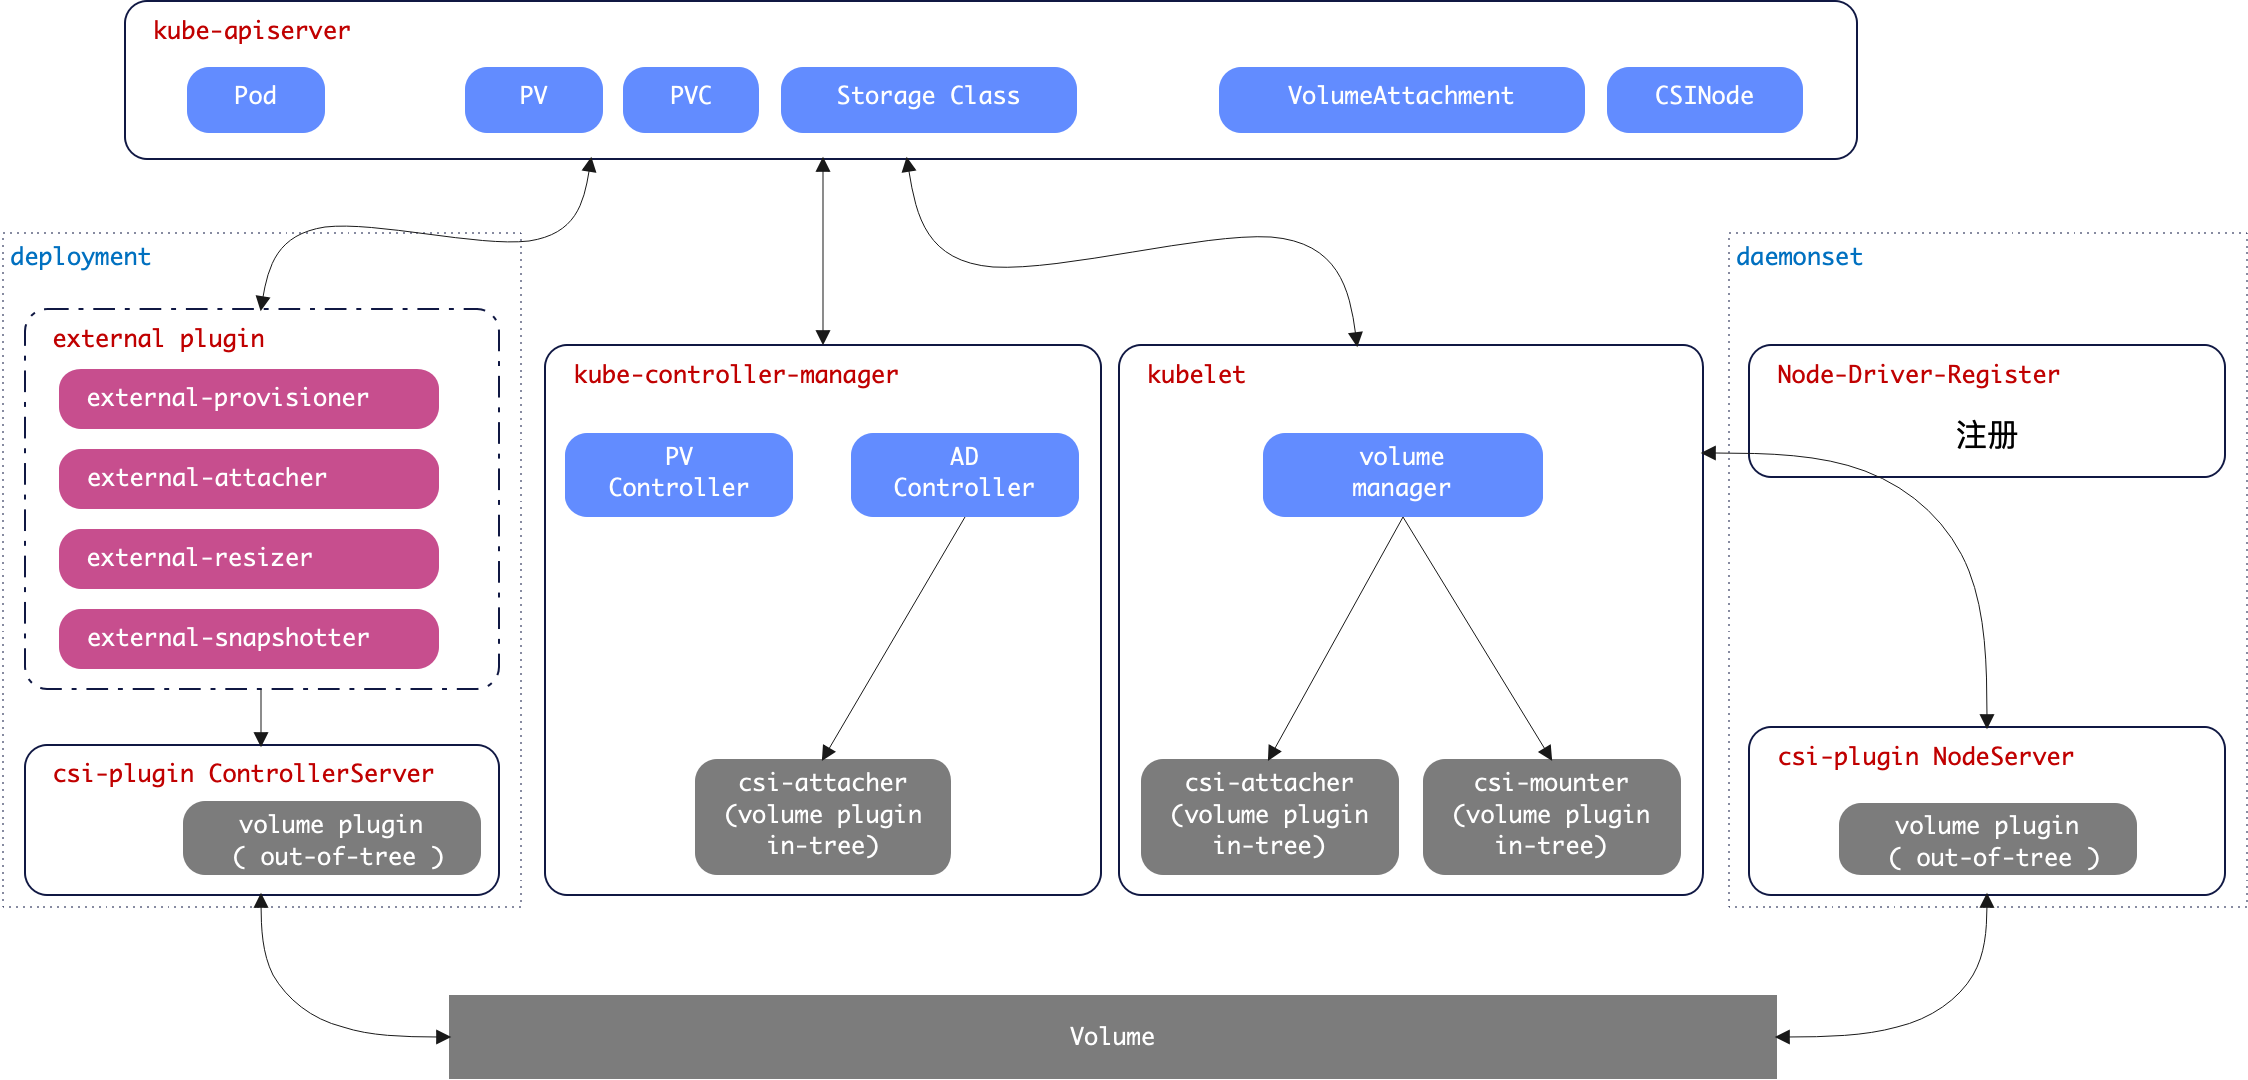 kube-apiserver
Pod
PV
PVC
Storage Class
VolumeAttachment
CSINode
deployment
external plugin
external-provisioner
external-attacher
external-resizer
external-snapshotter
csi-plugin ControllerServer
volume plugin
( out-of-tree )
kube-controller-manager
PV
Controller
AD
Controller
csi-attacher
(volume plugin
in-tree)
kubelet
volume
manager
csi-attacher
(volume plugin
in-tree)
csi-mounter
(volume plugin
in-tree)
daemonset
Node-Driver-Register
注册
csi-plugin NodeServer
volume plugin
( out-of-tree )
Volume